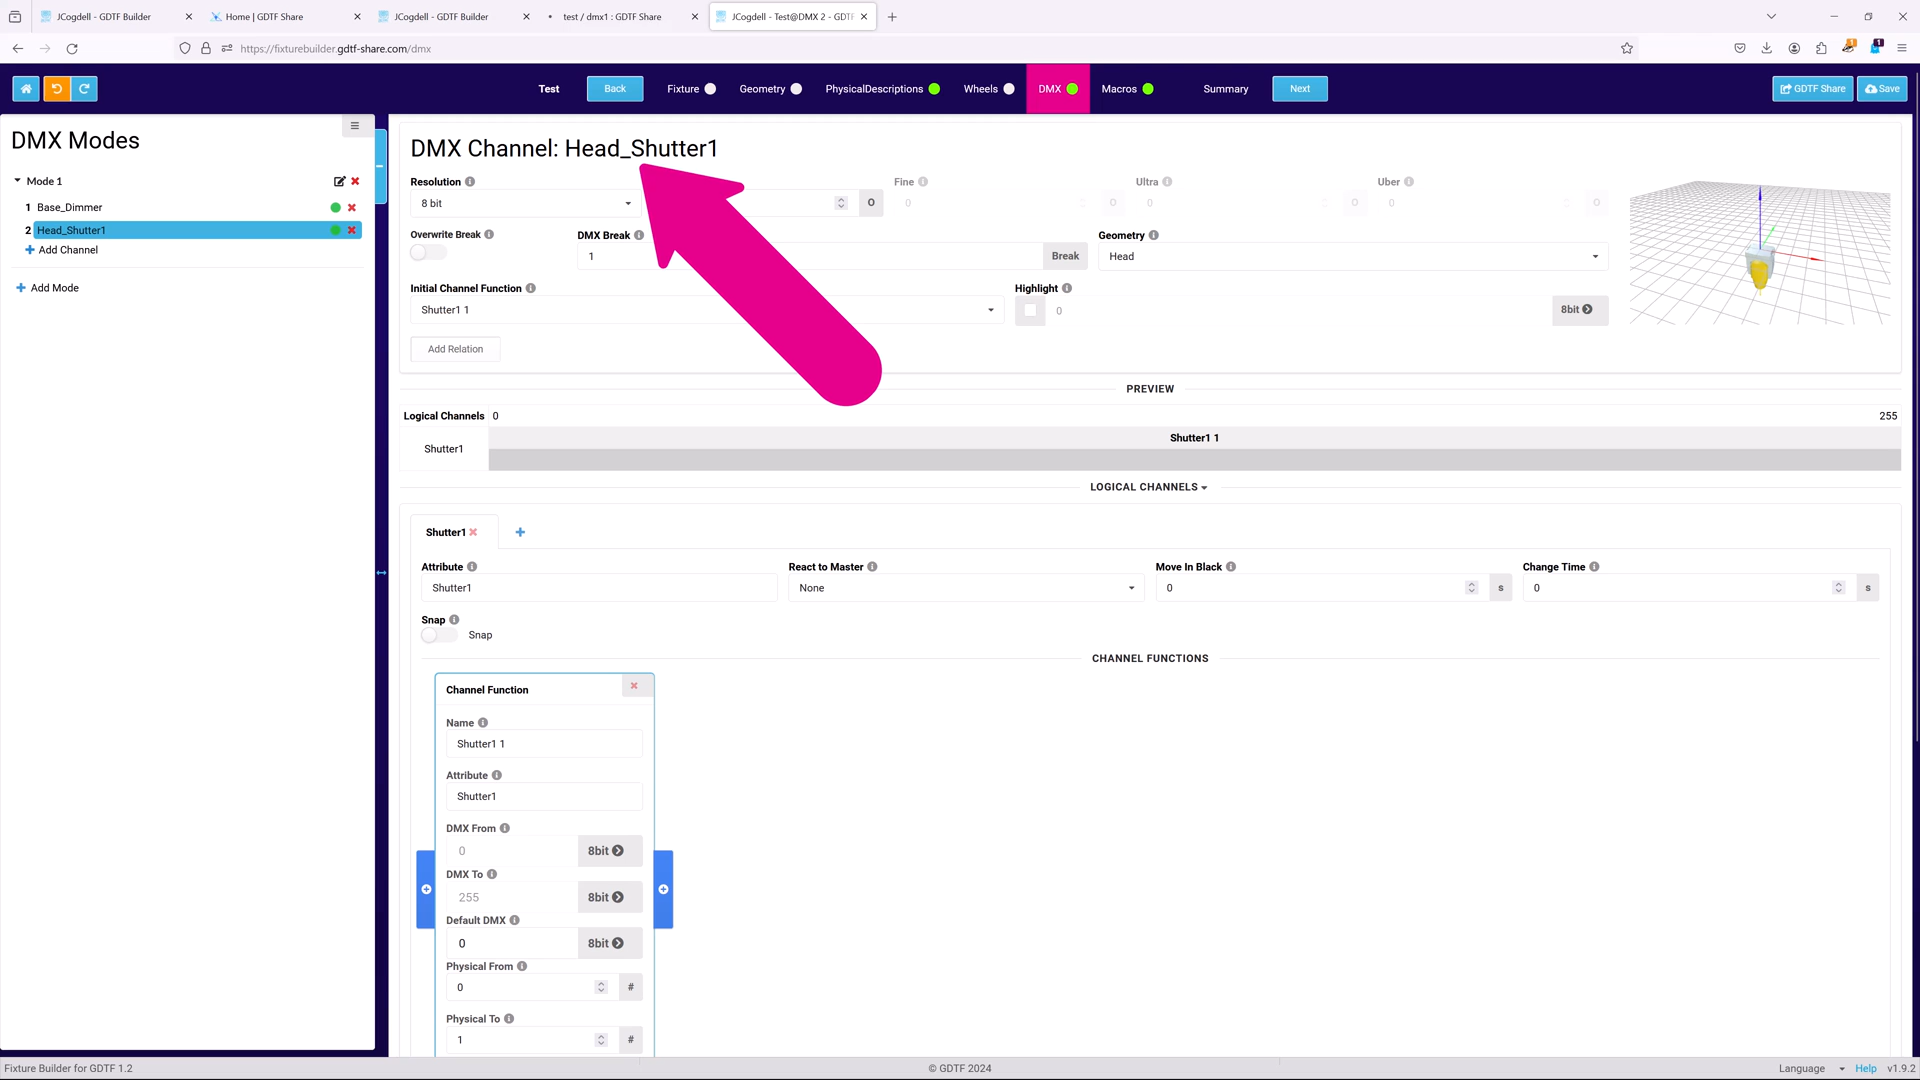 JCogdell - GDTF Builder
Home | GDTF Share
JCogdell - GDTF Builder
test / dmx1 : GDTF Share
JCogdell - Test@DMX 2 - GDTF
https://fixturebuilder.gdtf-share.com/dmx
Test
Back
Fixture
Geometry
PhysicalDescriptions
Wheels
DMX
Macros
Summary
Next
GDTF Share
Save
DMX Modes
Mode 1
1 Base_Dimmer
2 Head_Shutter1
Add Channel
Add Mode
DMX Channel: Head_Shutter1
Resolution
Fine
Ultra
Uber
8 bit
O
0
O
0
O
0
O
Overwrite Break
DMX Break
Geometry
1
Break
Head
Initial Channel Function
Highlight
Shutter1 1
0
8bit
Add Relation
PREVIEW
Logical Channels 0
255
Shutter1
Shutter1 1
LOGICAL CHANNELS
Shutter1
Attribute
React to Master
Move In Black
Change Time
Shutter1
None
0
s
0
s
Snap
Snap
CHANNEL FUNCTIONS
Channel Function
Name
Shutter1 1
Attribute
Shutter1
DMX From
0
8bit
DMX To
255
8bit
Default DMX
0
8bit
Physical From
0
#
Physical To
1
#
Fixture Builder for GDTF 1.2
© GDTF 2024
Language
Help
v1.9.2